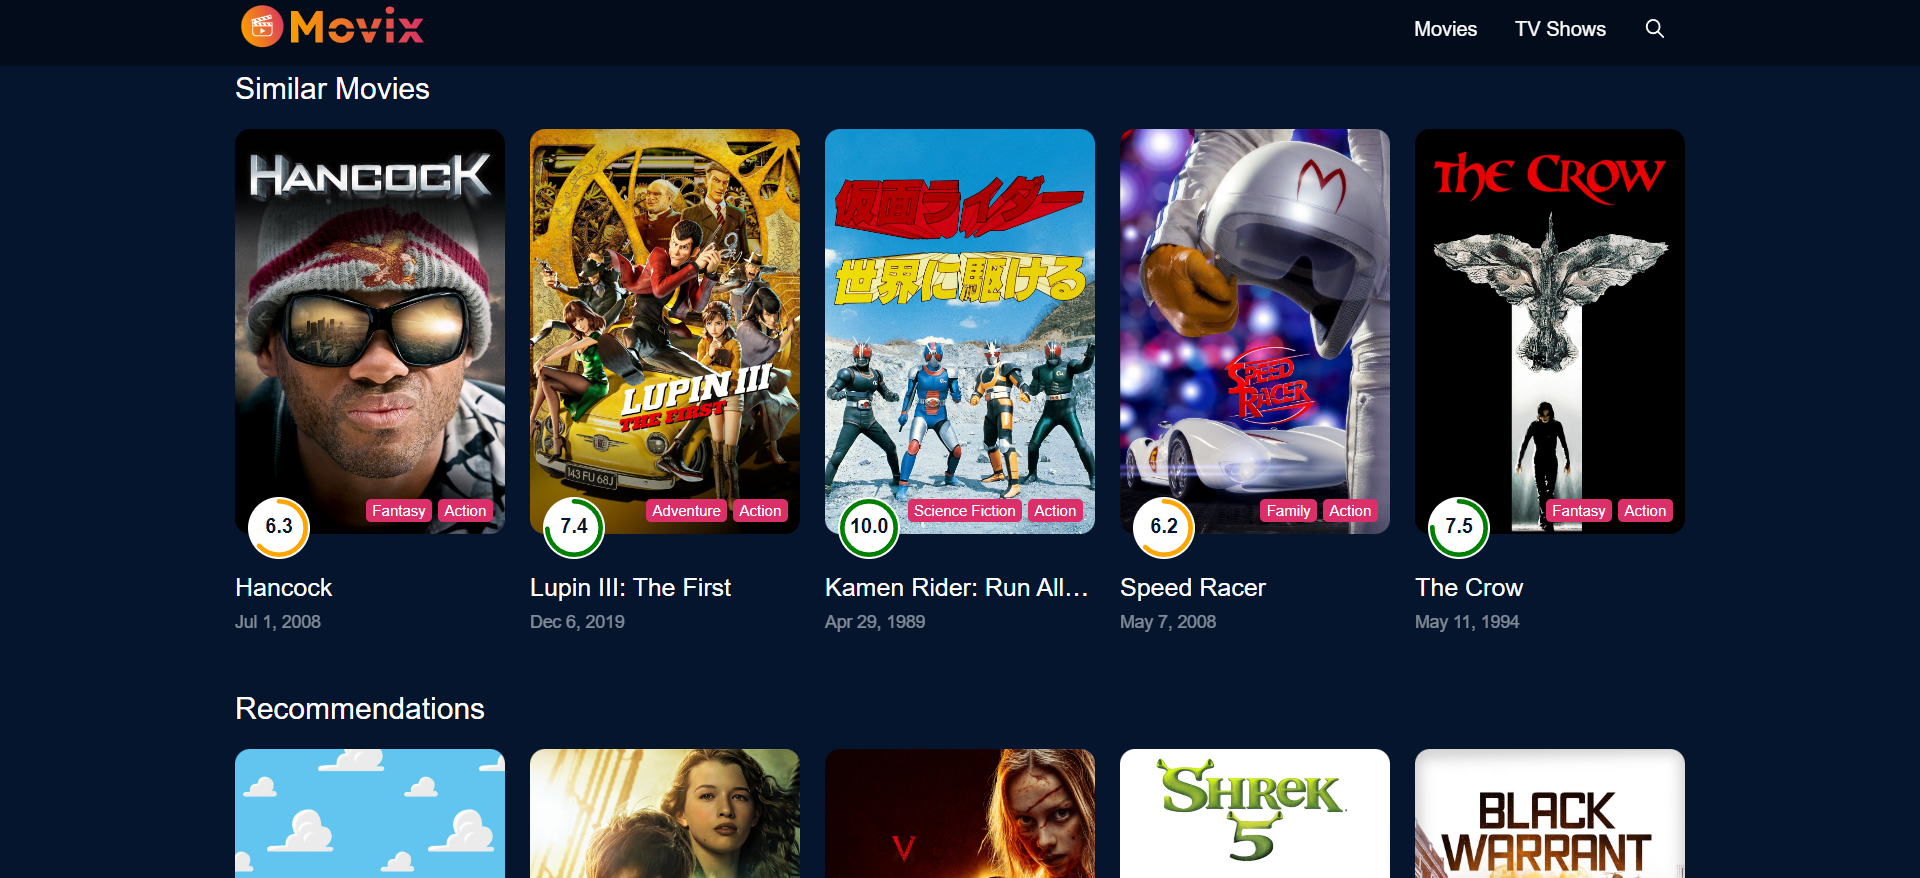 Movix
Movies
TV Shows
Similar Movies
HANCOCK
LUPIN III
THE FIRST
143 FU 68J
仮面ライダー
世界に駆ける
M
SPEED
RACER
THE CROW
6.3
Fantasy
Action
7.4
Adventure
Action
10.0
Science Fiction
Action
6.2
Family
Action
7.5
Fantasy
Action
Hancock
Lupin III: The First
Kamen Rider: Run All…
Speed Racer
The Crow
Jul 1, 2008
Dec 6, 2019
Apr 29, 1989
May 7, 2008
May 11, 1994
Recommendations
V
SHREK
5
BLACK
WARRANT